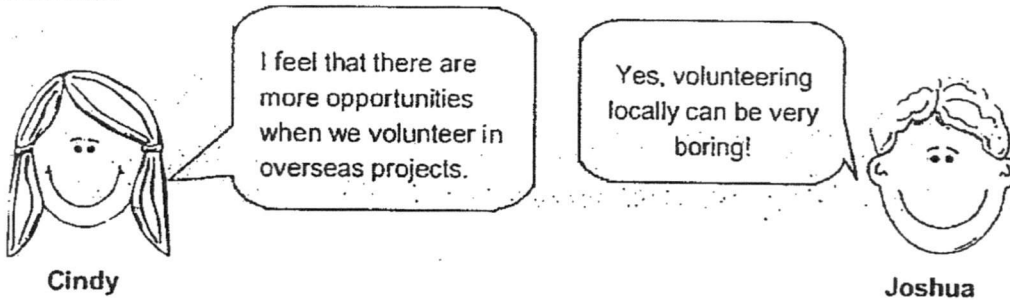 I feel that there are
more opportunities
when we volunteer in
overseas projects.
Yes, volunteering
locally can be very
boring!
Cindy
Joshua